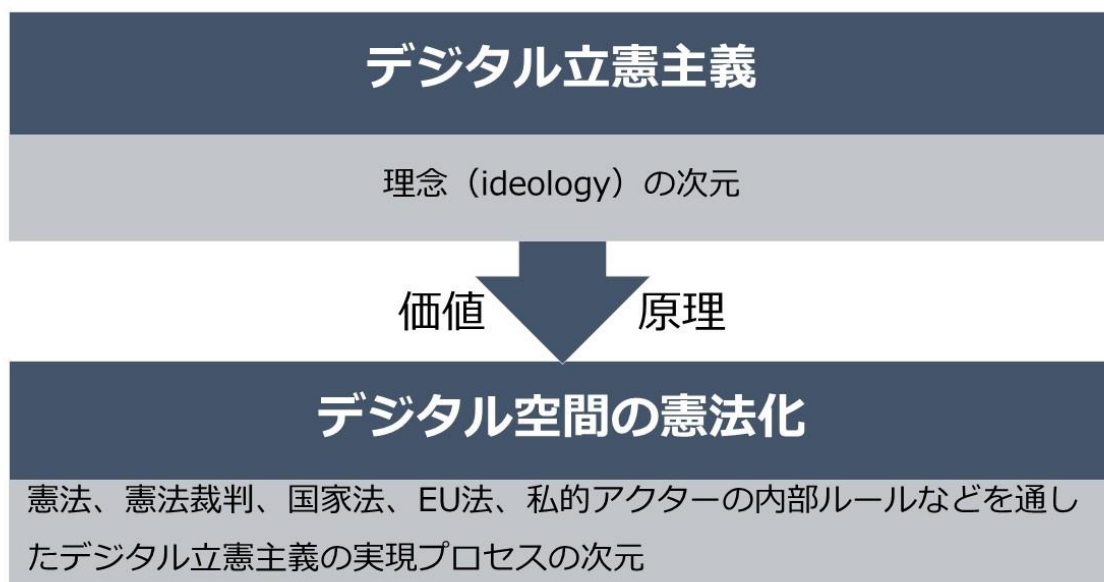 デジタル立憲主義
理念（ideology）の次元
価値 原理
デジタル空間の憲法化
憲法、憲法裁判、国家法、EU法、私的アクターの内部ルールなどを通し
たデジタル立憲主義の実現プロセスの次元